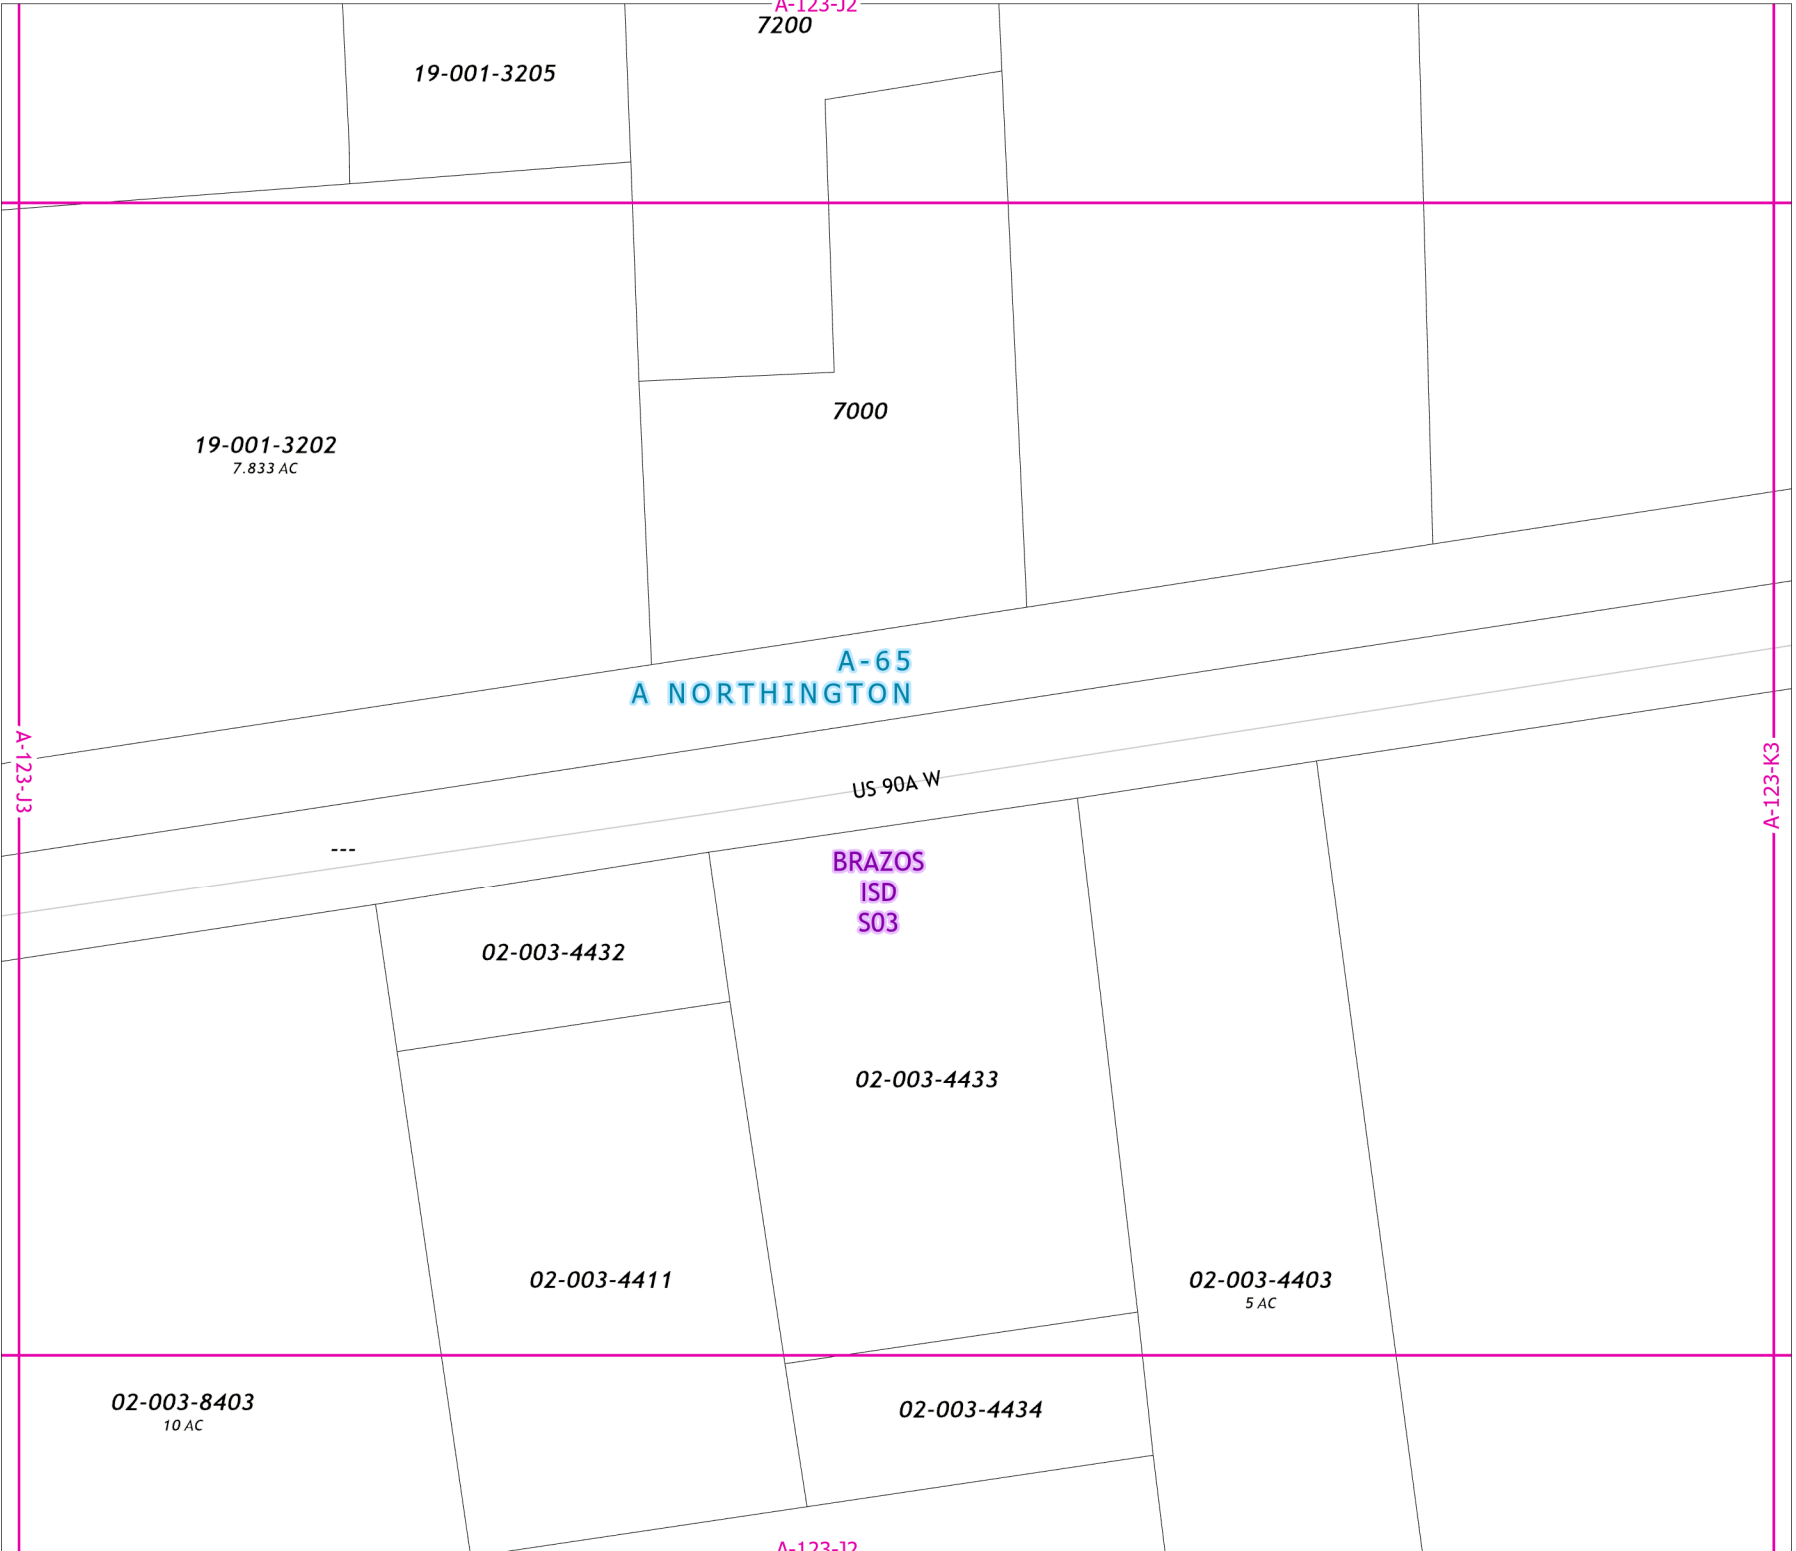 A-123-J2
7200
19-001-3205
7000
19-001-3202
7.833 AC
A-65
A NORTHINGTON
A-123-J3
A-123-K3
US 90A W
---
BRAZOS
ISD
S03
02-003-4432
02-003-4433
02-003-4411
02-003-4403
5 AC
02-003-8403
10 AC
02-003-4434
A-123-J2